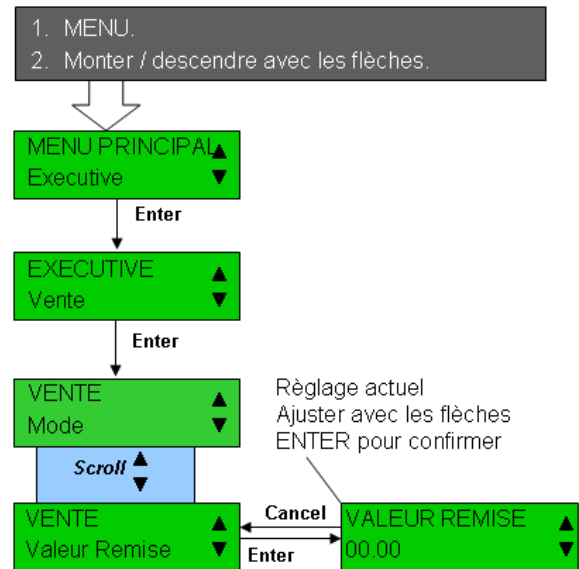 1. MENU.
2. Monter / descendre avec les flèches.
MENU PRINCIPAL
Executive
Enter
EXECUTIVE
Vente
Enter
VENTE
Mode
Règlage actuel
Ajuster avec les flèches
ENTER pour confirmer
Scroll
VENTE
Valeur Remise
Cancel
Enter
VALEUR REMISE
00.00